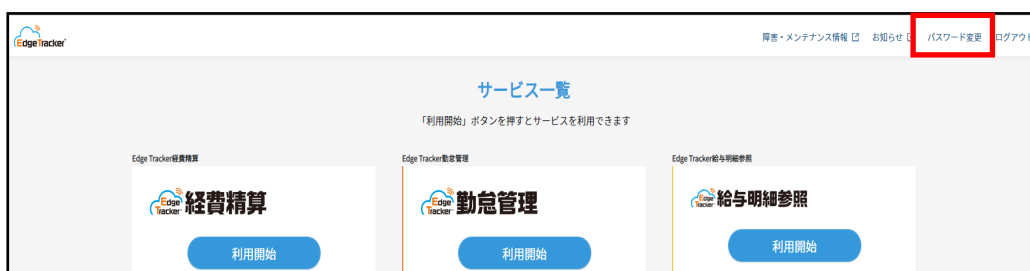 Edge Tracker
障害・メンテナンス情報 お知らせ パスワード変更 ログアウト
サービス一覧
「利用開始」ボタンを押すとサービスを利用できます
Edge Tracker経費精算 Edge Tracker勤怠管理 Edge Tracker給与明細参照
Edge Tracker 経費精算 Edge Tracker 勤怠管理 Edge Tracker 給与明細参照
利用開始 利用開始 利用開始